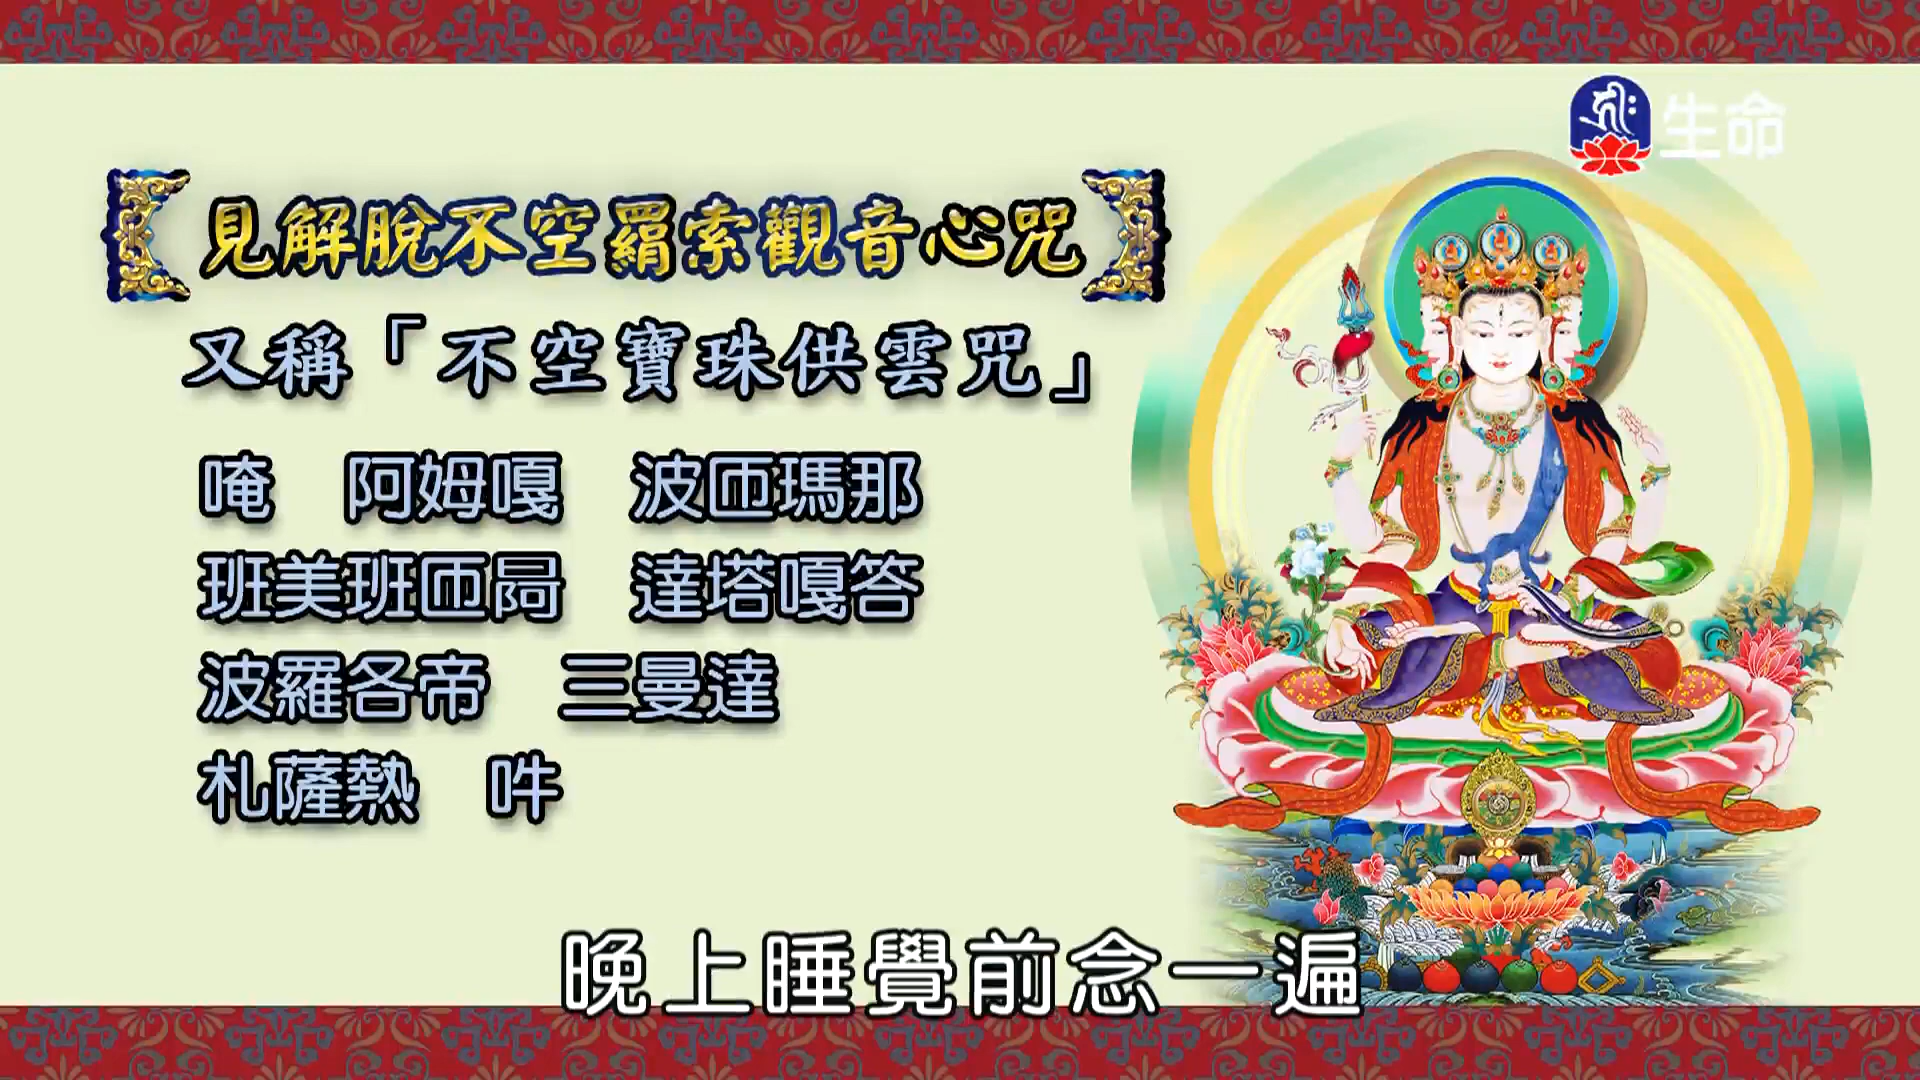 生命
【見解脫不空羂索觀音心咒】
又稱「不空寶珠供雲咒」
唵　阿姆嘎　波匝瑪那
班美班匝局　達塔嘎答
波羅各帝　三曼達
札薩熱　吽
晚上睡覺前念一遍